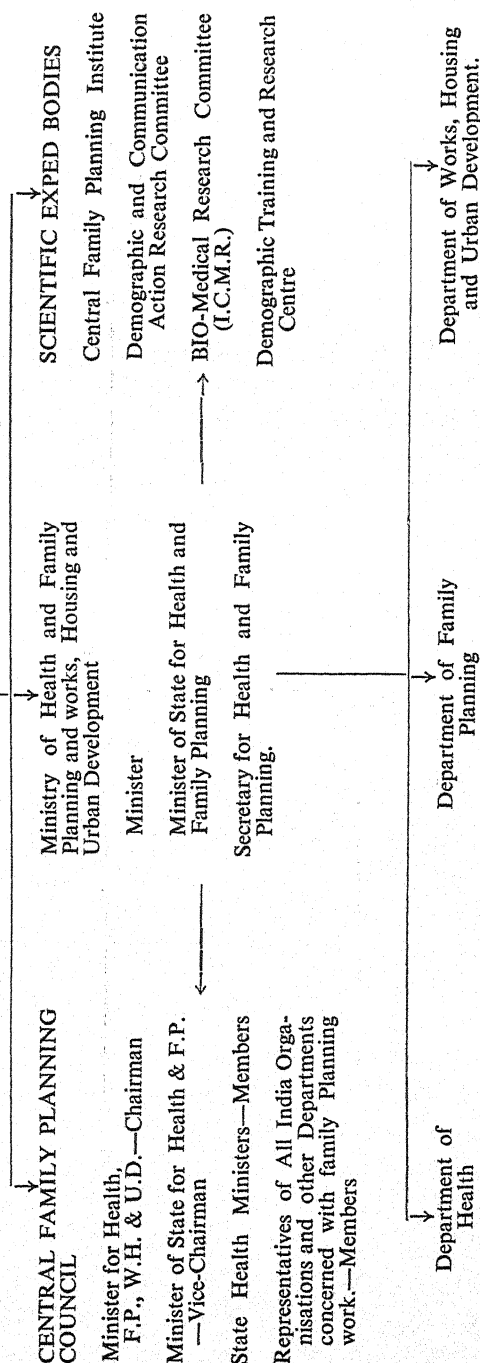 CENTRAL FAMILY PLANNING
COUNCIL
Minister for Health,
F.P., W.H. & U.D.—Chairman
Minister of State for Health & F.P.
—Vice-Chairman
State Health Ministers—Members
Representatives of All India Orga-
nisations and other Departments
concerned with family Planning
work.—Members
Ministry of Health and Family
Planning and works, Housing and
Urban Development
Minister
Minister of State for Health and
Family Planning
Secretary for Health and Family
Planning.
SCIENTIFIC EXPED BODIES
Central Family Planning Institute
Demographic and Communication
Action Research Committee
BIO-Medical Research Committee
(I.C.M.R.)
Demographic Training and Research
Centre
Department of
Health
Department of Family
Planning
Department of Works, Housing
and Urban Development.